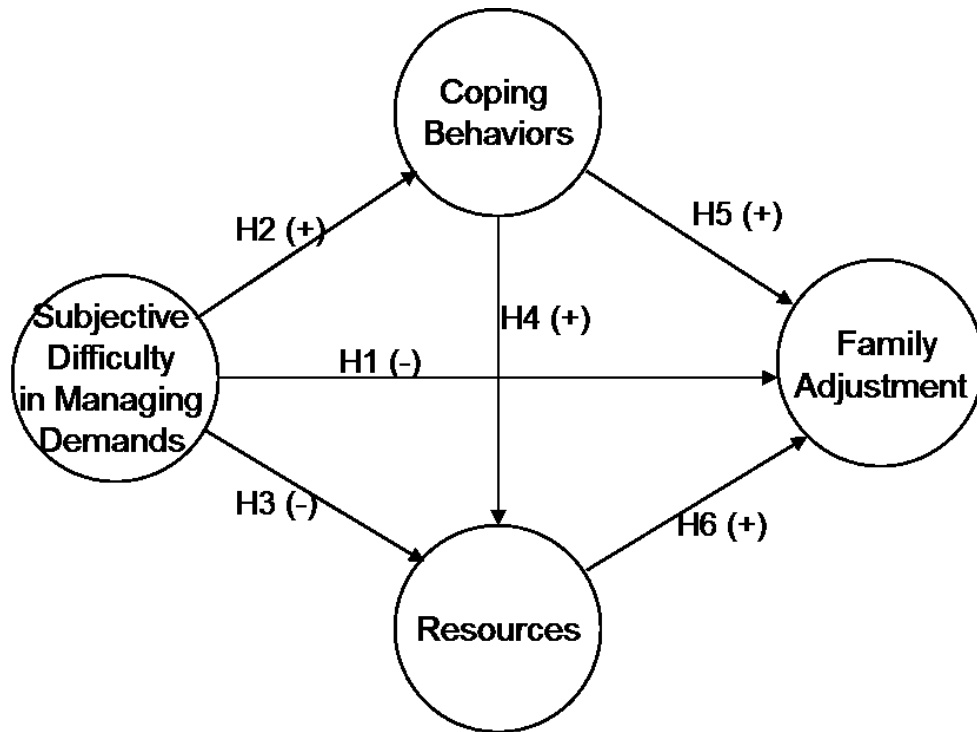 Coping
Behaviors
H2 (+)
H5 (+)
Subjective
Difficulty
in Managing
Demands
H1 (-)
H4 (+)
Family
Adjustment
H3 (-)
H6 (+)
Resources